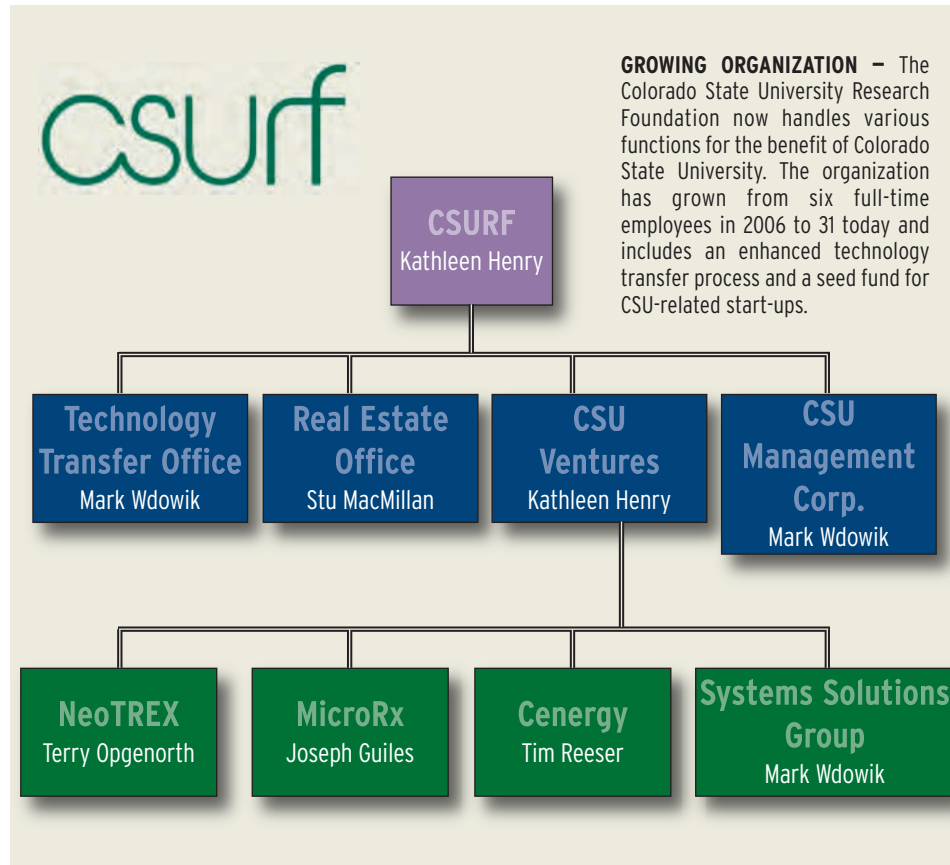 csurf
GROWING ORGANIZATION – The
Colorado State University Research
Foundation now handles various
functions for the benefit of Colorado
State University. The organization
has grown from six full-time
employees in 2006 to 31 today and
includes an enhanced technology
transfer process and a seed fund for
CSU-related start-ups.
CSURF
Kathleen Henry
Technology
Transfer Office
Mark Wdowik
Real Estate
Office
Stu MacMillan
CSU
Ventures
Kathleen Henry
CSU
Management
Corp.
Mark Wdowik
NeoTREX
Terry Opgenorth
MicroRx
Joseph Guiles
Cenergy
Tim Reeser
Systems Solutions
Group
Mark Wdowik